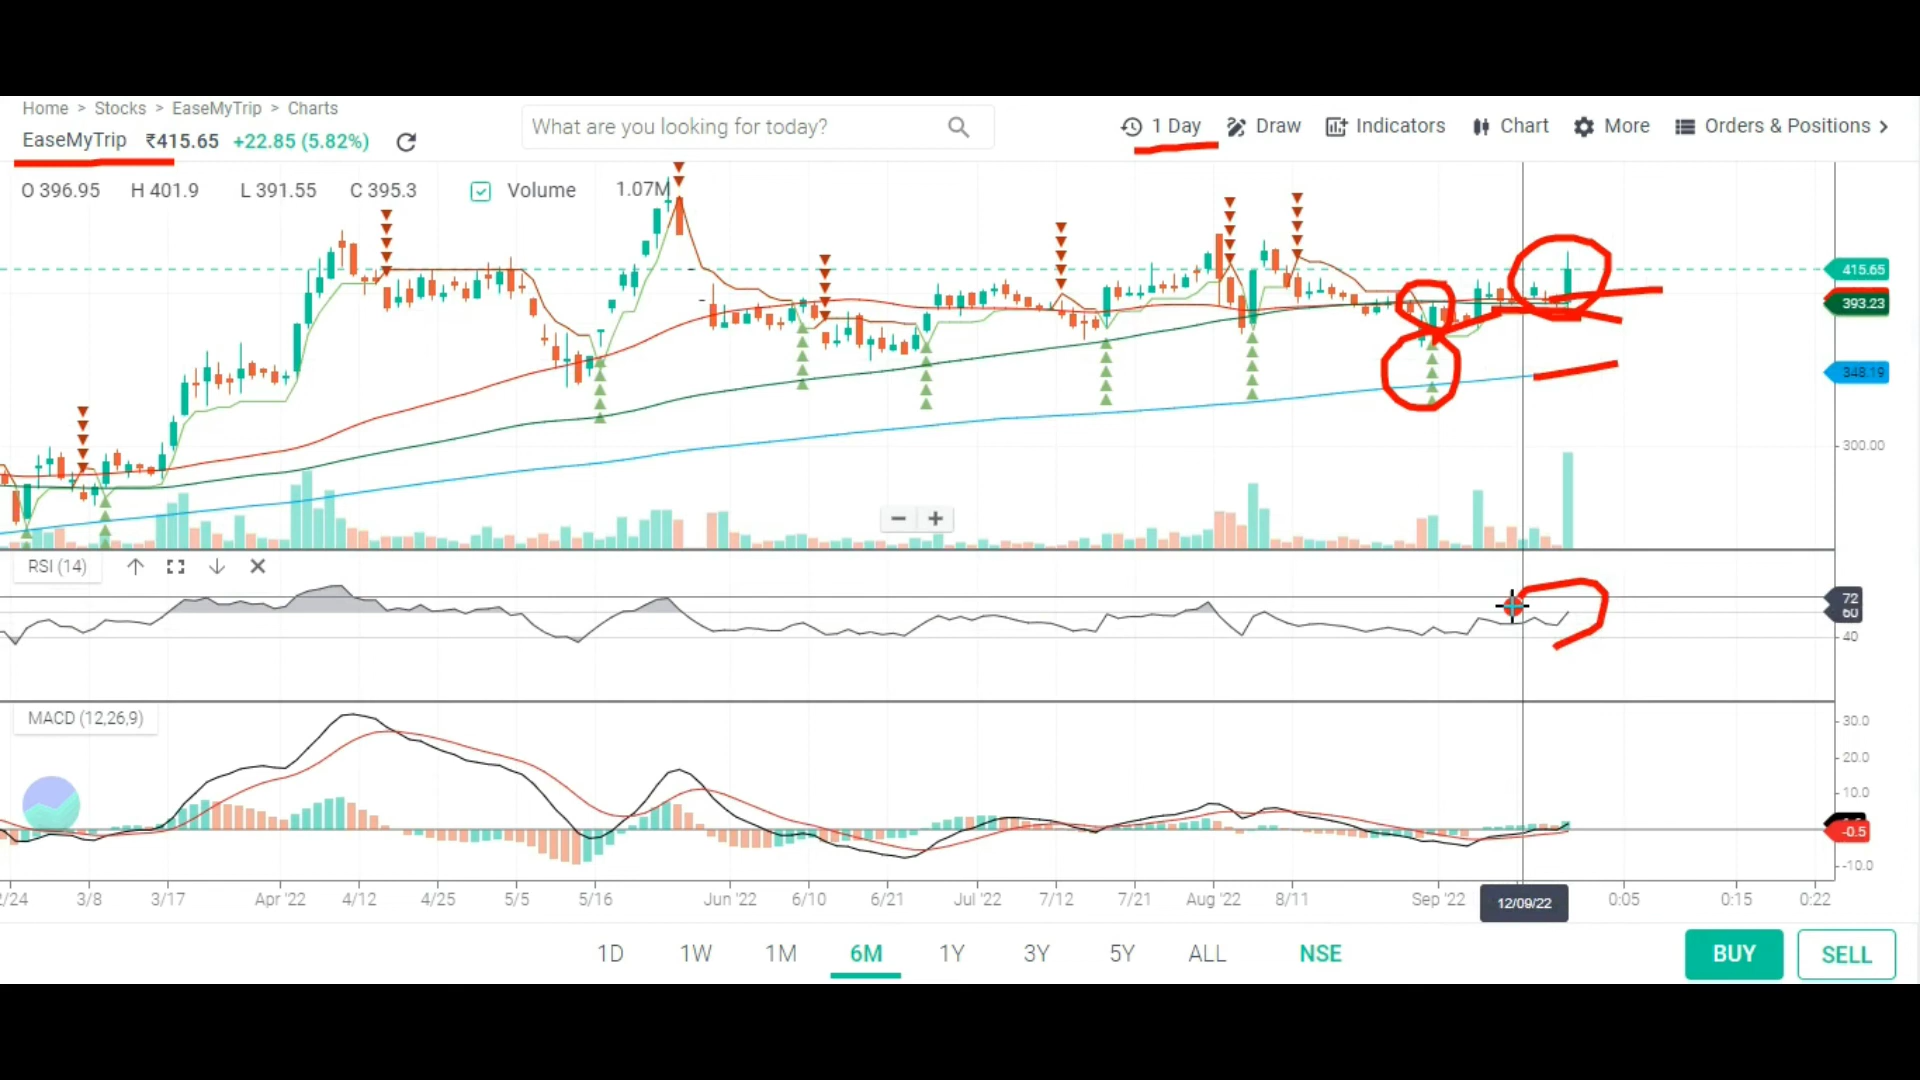 Home > Stocks > EaseMyTrip > Charts
EaseMyTrip ₹415.65 +22.85 (5.82%)
What are you looking for today?
1 Day Draw Indicators Chart More Orders & Positions >
O 396.95 H 401.9 L 391.55 C 395.3 Volume 1.07M
415.65
393.23
348.19
300.00
RSI (14)
72
60
40
MACD (12,26,9)
30.0
20.0
10.0
-0.5
-10.0
/24 3/8 3/17 Apr '22 4/12 4/25 5/5 5/16 Jun '22 6/10 6/21 Jul '22 7/12 7/21 Aug '22 8/11 Sep '22 12/09/22 0:05 0:15 0:22
1D 1W 1M 6M 1Y 3Y 5Y ALL NSE BUY SELL